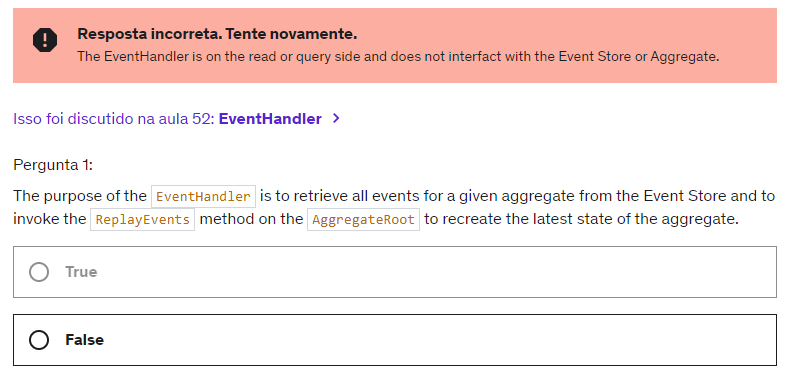 Resposta incorreta. Tente novamente.
The EventHandler is on the read or query side and does not interfact with the Event Store or Aggregate.
Isso foi discutido na aula 52: EventHandler
Pergunta 1:
The purpose of the EventHandler is to retrieve all events for a given aggregate from the Event Store and to
invoke the ReplayEvents method on the AggregateRoot to recreate the latest state of the aggregate.
True
False